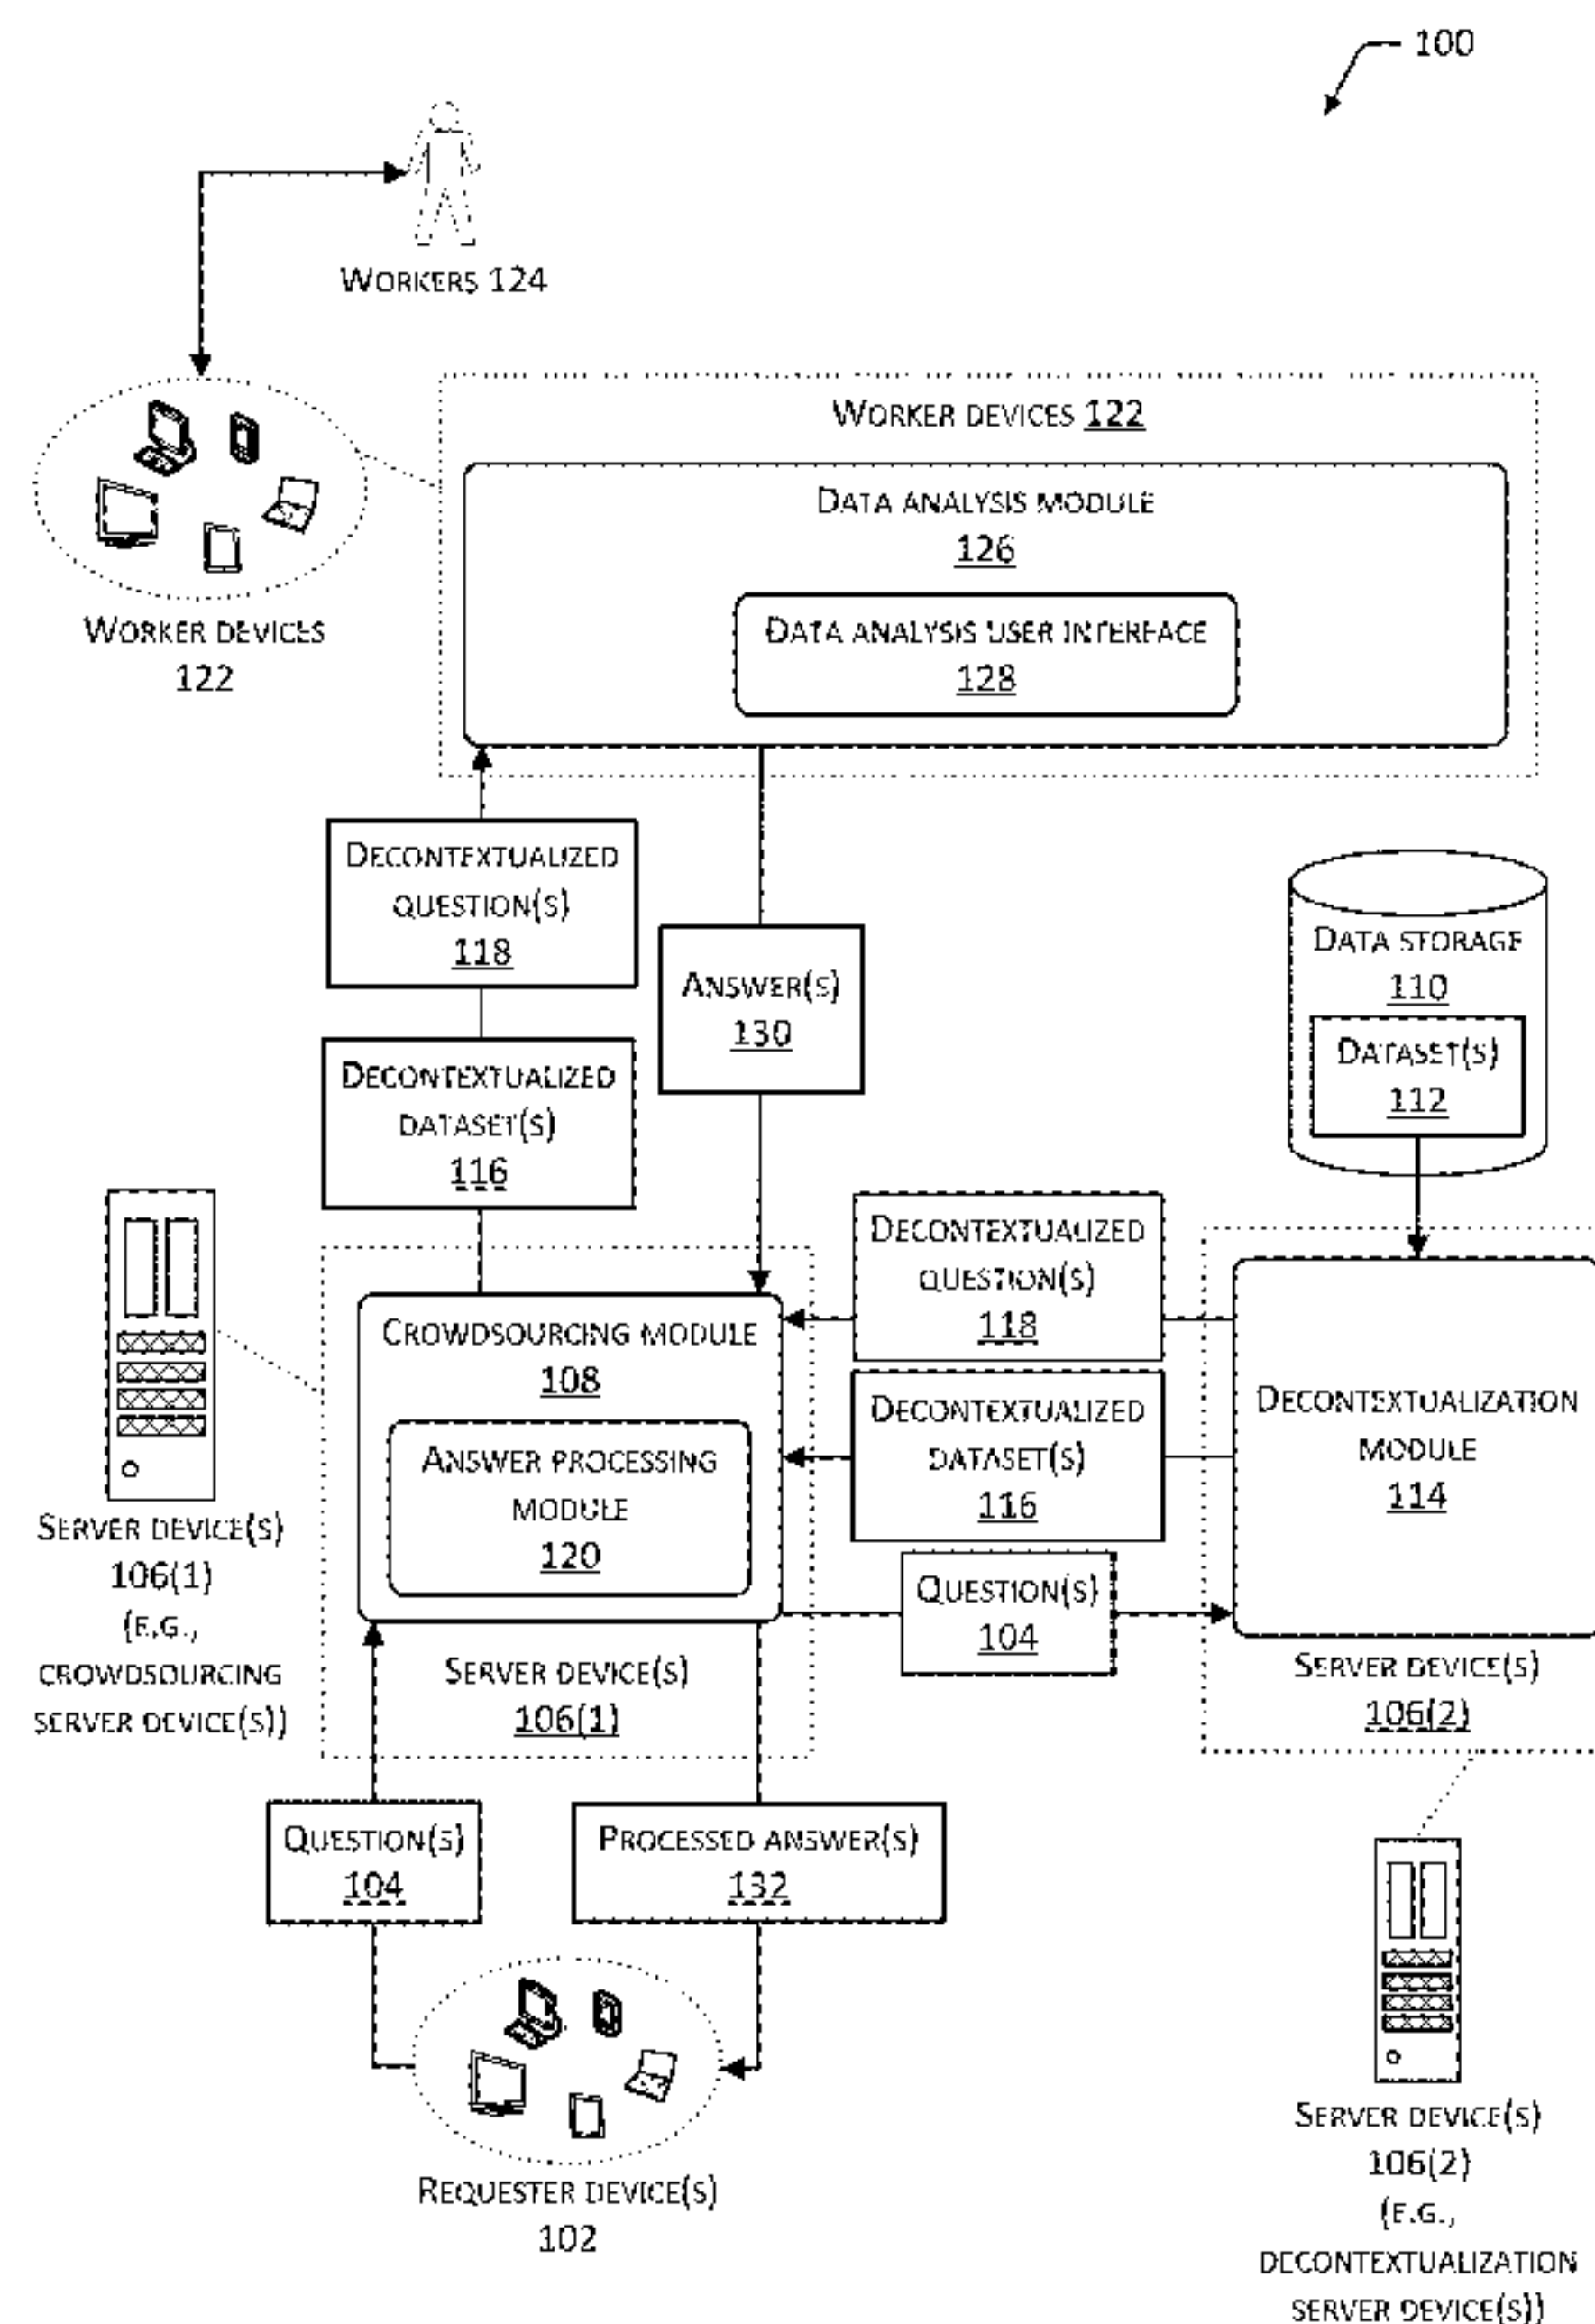 100
WORKERS 124
WORKER DEVICES 122
DATA ANALYSIS MODULE
126
DATA ANALYSIS USER INTERFACE
128
WORKER DEVICES
122
DECONTEXTUALIZED
QUESTION(S)
118
ANSWER(S)
130
DATA STORAGE
110
DATASET(S)
112
DECONTEXTUALIZED
DATASET(S)
116
DECONTEXTUALIZED
QUESTION(S)
118
CROWDSOURCING MODULE
108
DECONTEXTUALIZED
DATASET(S)
116
DECONTEXTUALIZATION
MODULE
114
ANSWER PROCESSING
MODULE
120
SERVER DEVICE(S)
106(1)
(E.G.,
CROWDSOURCING
SERVER DEVICE(S))
QUESTION(S)
104
SERVER DEVICE(S)
106(1)
SERVER DEVICE(S)
106(2)
QUESTION(S)
104
PROCESSED ANSWER(S)
132
REQUESTER DEVICE(S)
102
SERVER DEVICE(S)
106(2)
(E.G.,
DECONTEXTUALIZATION
SERVER DEVICE(S))